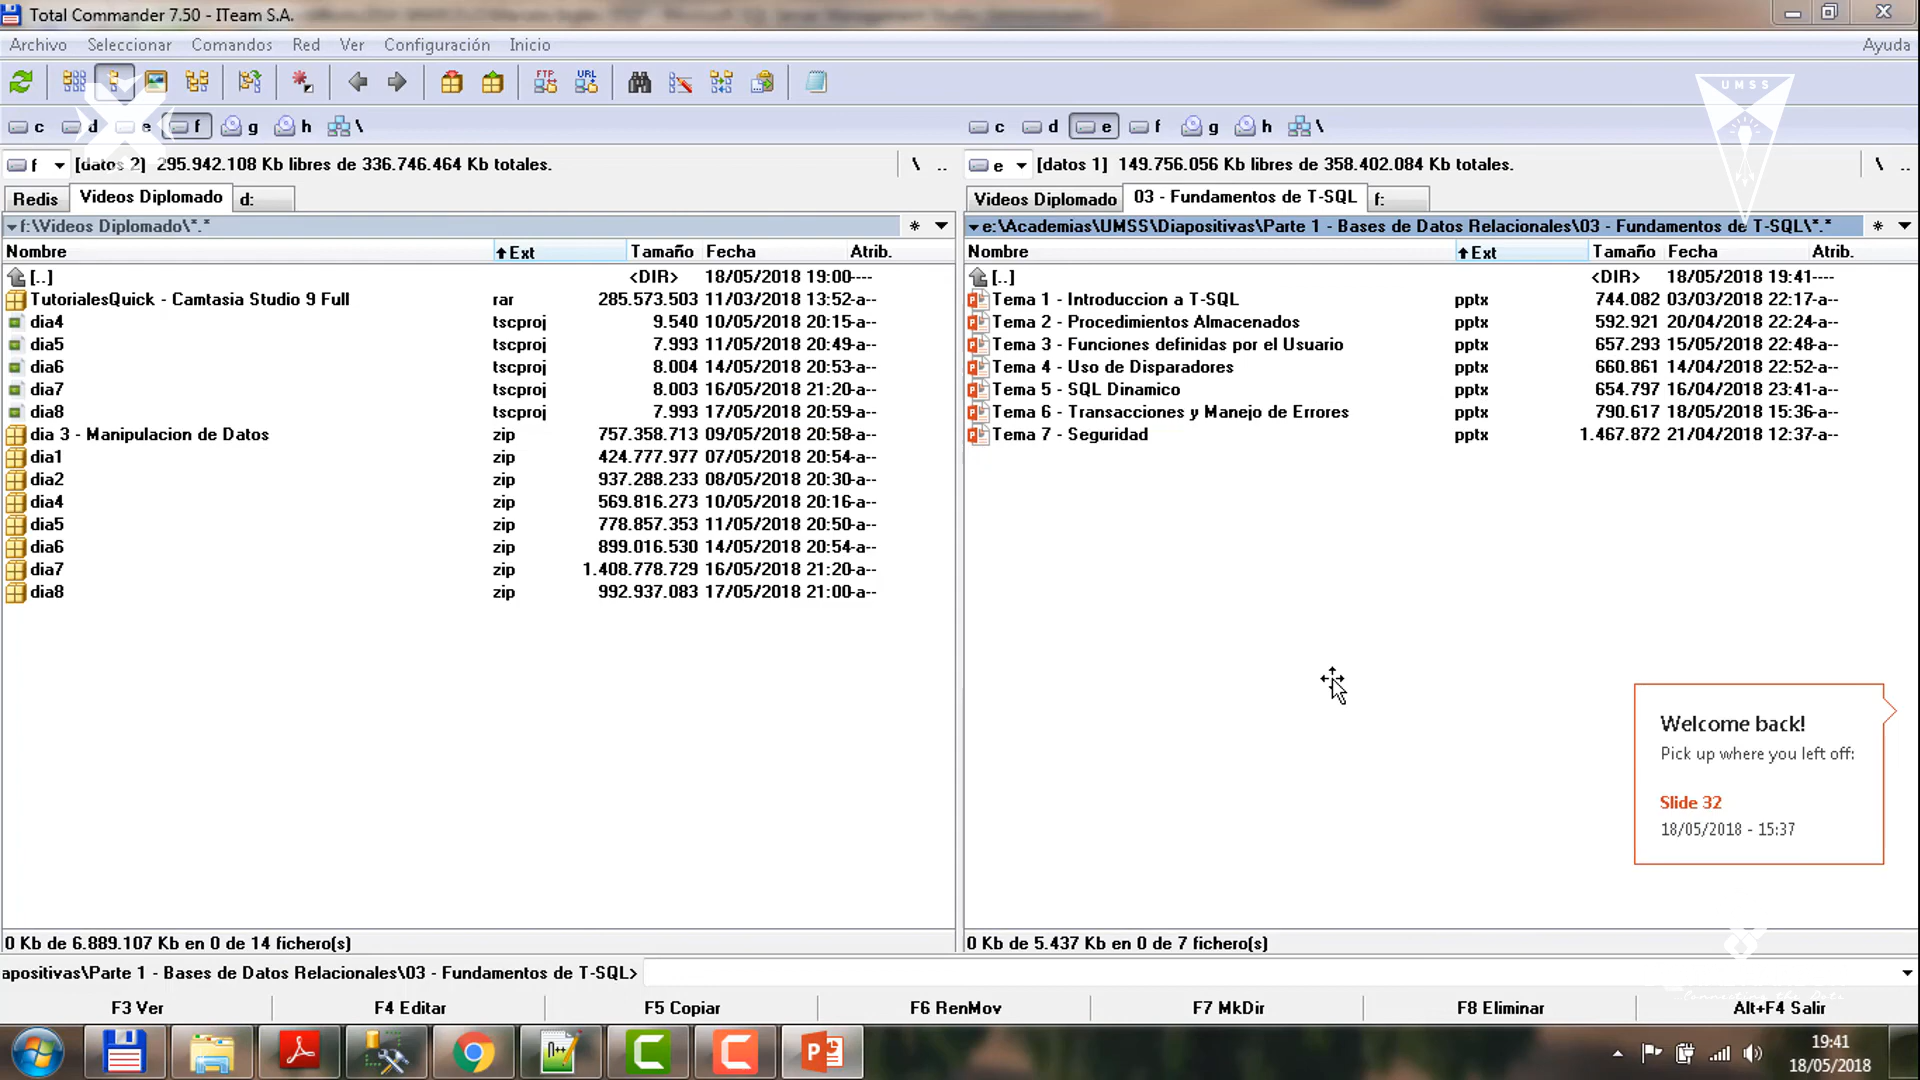 Total Commander 7.50 - ITeam S.A.
Archivo Seleccionar Comandos Red Ver Configuración Inicio Ayuda
FTP URL
UMSS
c d e f g h \ c d e f g h \
f [datos 2] 295.942.108 Kb libres de 336.746.464 Kb totales. \ .. e [datos 1] 149.756.056 Kb libres de 358.402.084 Kb totales. \ ..
Redis Videos Diplomado d: Videos Diplomado 03 - Fundamentos de T-SQL f:
f:\Videos Diplomado\*.* * e:\Academias\UMSS\Diapositivas\Parte 1 - Bases de Datos Relacionales\03 - Fundamentos de T-SQL\*.* *
Nombre Ext Tamaño Fecha Atrib. Nombre Ext Tamaño Fecha Atrib.
[..] <DIR> 18/05/2018 19:00---- [..] <DIR> 18/05/2018 19:41----
TutorialesQuick - Camtasia Studio 9 Full rar 285.573.503 11/03/2018 13:52-a-- Tema 1 - Introduccion a T-SQL pptx 744.082 03/03/2018 22:17-a--
dia4 tscproj 9.540 10/05/2018 20:15-a-- Tema 2 - Procedimientos Almacenados pptx 592.921 20/04/2018 22:24-a--
dia5 tscproj 7.993 11/05/2018 20:49-a-- Tema 3 - Funciones definidas por el Usuario pptx 657.293 15/05/2018 22:48-a--
dia6 tscproj 8.004 14/05/2018 20:53-a-- Tema 4 - Uso de Disparadores pptx 660.861 14/04/2018 22:52-a--
dia7 tscproj 8.003 16/05/2018 21:20-a-- Tema 5 - SQL Dinamico pptx 654.797 16/04/2018 23:41-a--
dia8 tscproj 7.993 17/05/2018 20:59-a-- Tema 6 - Transacciones y Manejo de Errores pptx 790.617 18/05/2018 15:36-a--
dia 3 - Manipulacion de Datos zip 757.358.713 09/05/2018 20:58-a-- Tema 7 - Seguridad pptx 1.467.872 21/04/2018 12:37-a--
dia1 zip 424.777.977 07/05/2018 20:54-a--
dia2 zip 937.288.233 08/05/2018 20:30-a--
dia4 zip 569.816.273 10/05/2018 20:16-a--
dia5 zip 778.857.353 11/05/2018 20:50-a--
dia6 zip 899.016.530 14/05/2018 20:54-a--
dia7 zip 1.408.778.729 16/05/2018 21:20-a--
dia8 zip 992.937.083 17/05/2018 21:00-a--
Welcome back!
Pick up where you left off:
Slide 32
18/05/2018 - 15:37
0 Kb de 6.889.107 Kb en 0 de 14 fichero(s) 0 Kb de 5.437 Kb en 0 de 7 fichero(s)
apositivas\Parte 1 - Bases de Datos Relacionales\03 - Fundamentos de T-SQL>
F3 Ver F4 Editar F5 Copiar F6 RenMov F7 MkDir F8 Eliminar Alt+F4 Salir
19:41
18/05/2018